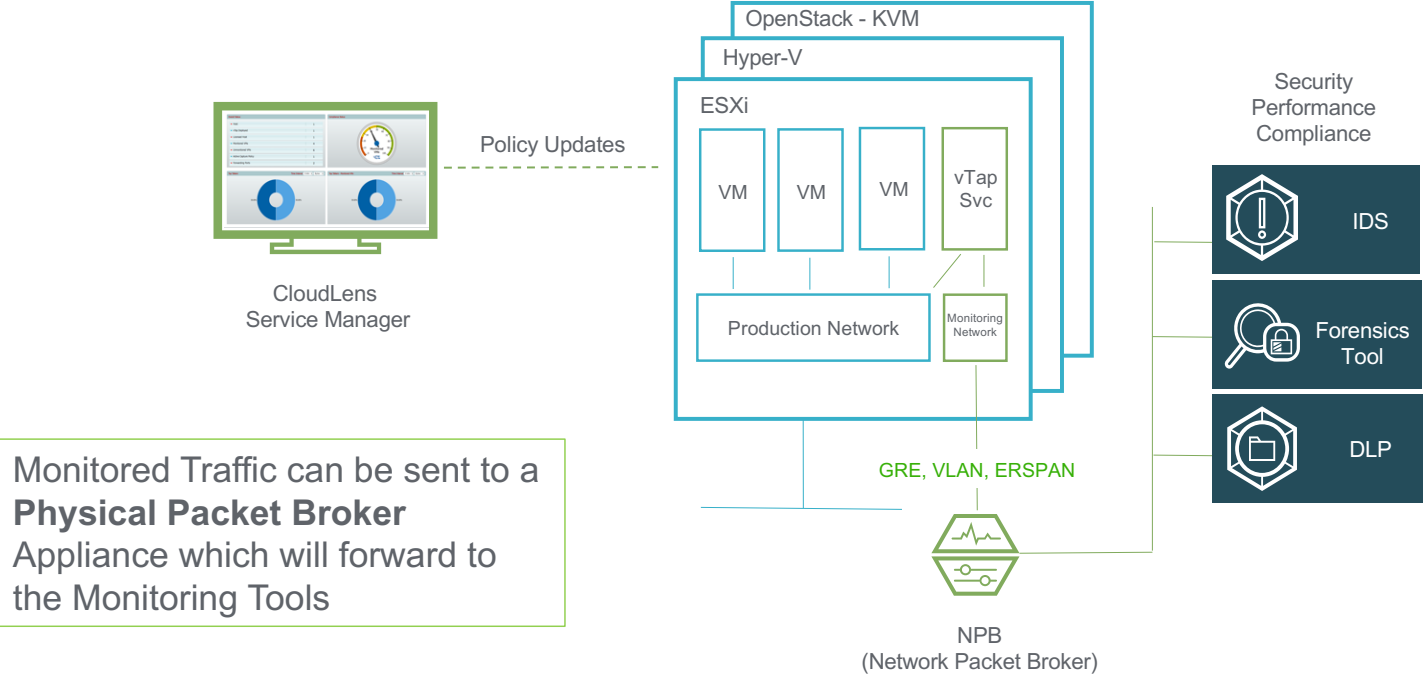 OpenStack - KVM
Hyper-V
ESXi
VM
VM
VM
vTap
Svc
Production Network
Monitoring
Network
Policy Updates
CloudLens
Service Manager
Security
Performance
Compliance
IDS
Forensics
Tool
DLP
GRE, VLAN, ERSPAN
NPB
(Network Packet Broker)
Monitored Traffic can be sent to a
Physical Packet Broker
Appliance which will forward to
the Monitoring Tools